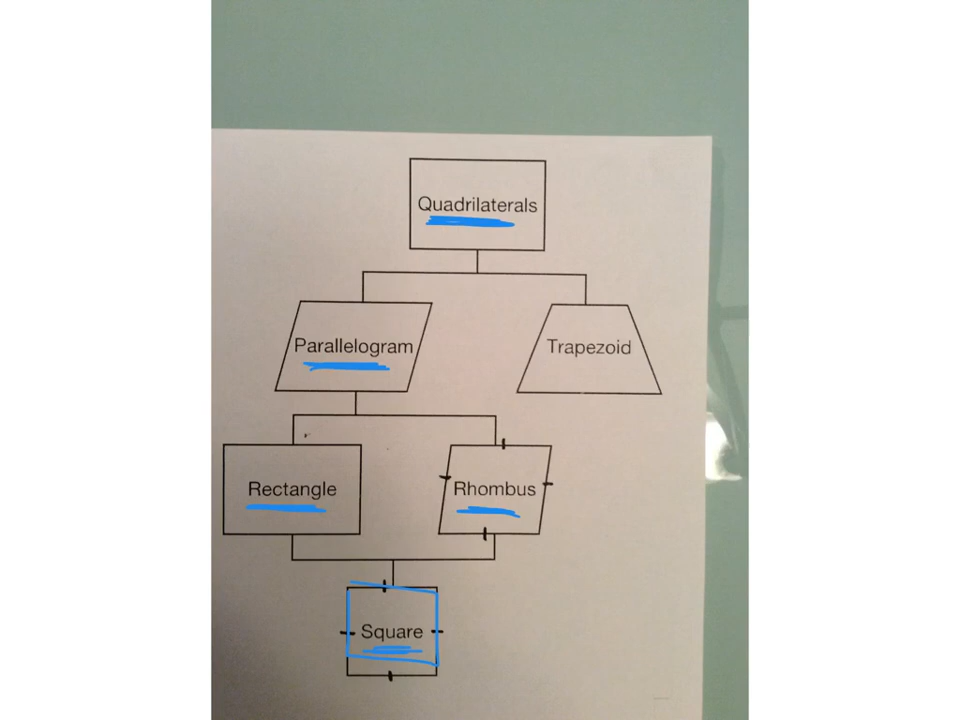 Quadrilaterals
Parallelogram
Trapezoid
Rectangle
Rhombus
Square